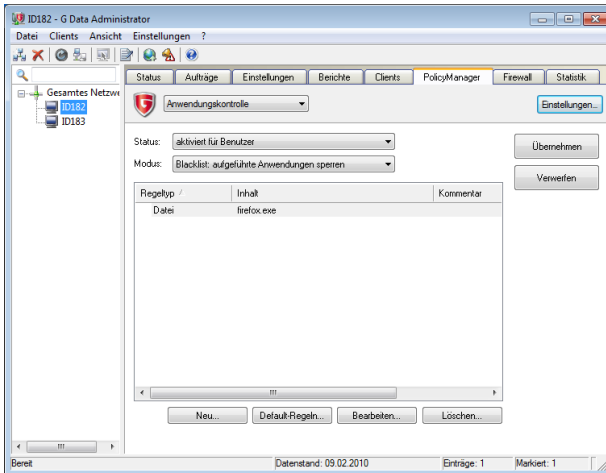 ID182 - G Data Administrator
Datei Clients Ansicht Einstellungen ?
Status Aufträge Einstellungen Berichte Clients PolicyManager Firewall Statistik
Gesamtes Netzwe
ID182
ID183
Anwendungskontrolle
Einstellungen...
Status: aktiviert für Benutzer
Übernehmen
Modus: Blacklist: aufgeführte Anwendungen sperren
Verwerfen
Regeltyp Inhalt Kommentar
Datei firefox.exe
Neu... Default-Regeln... Bearbeiten... Löschen...
Bereit Datenstand: 09.02.2010 Einträge: 1 Markiert: 1